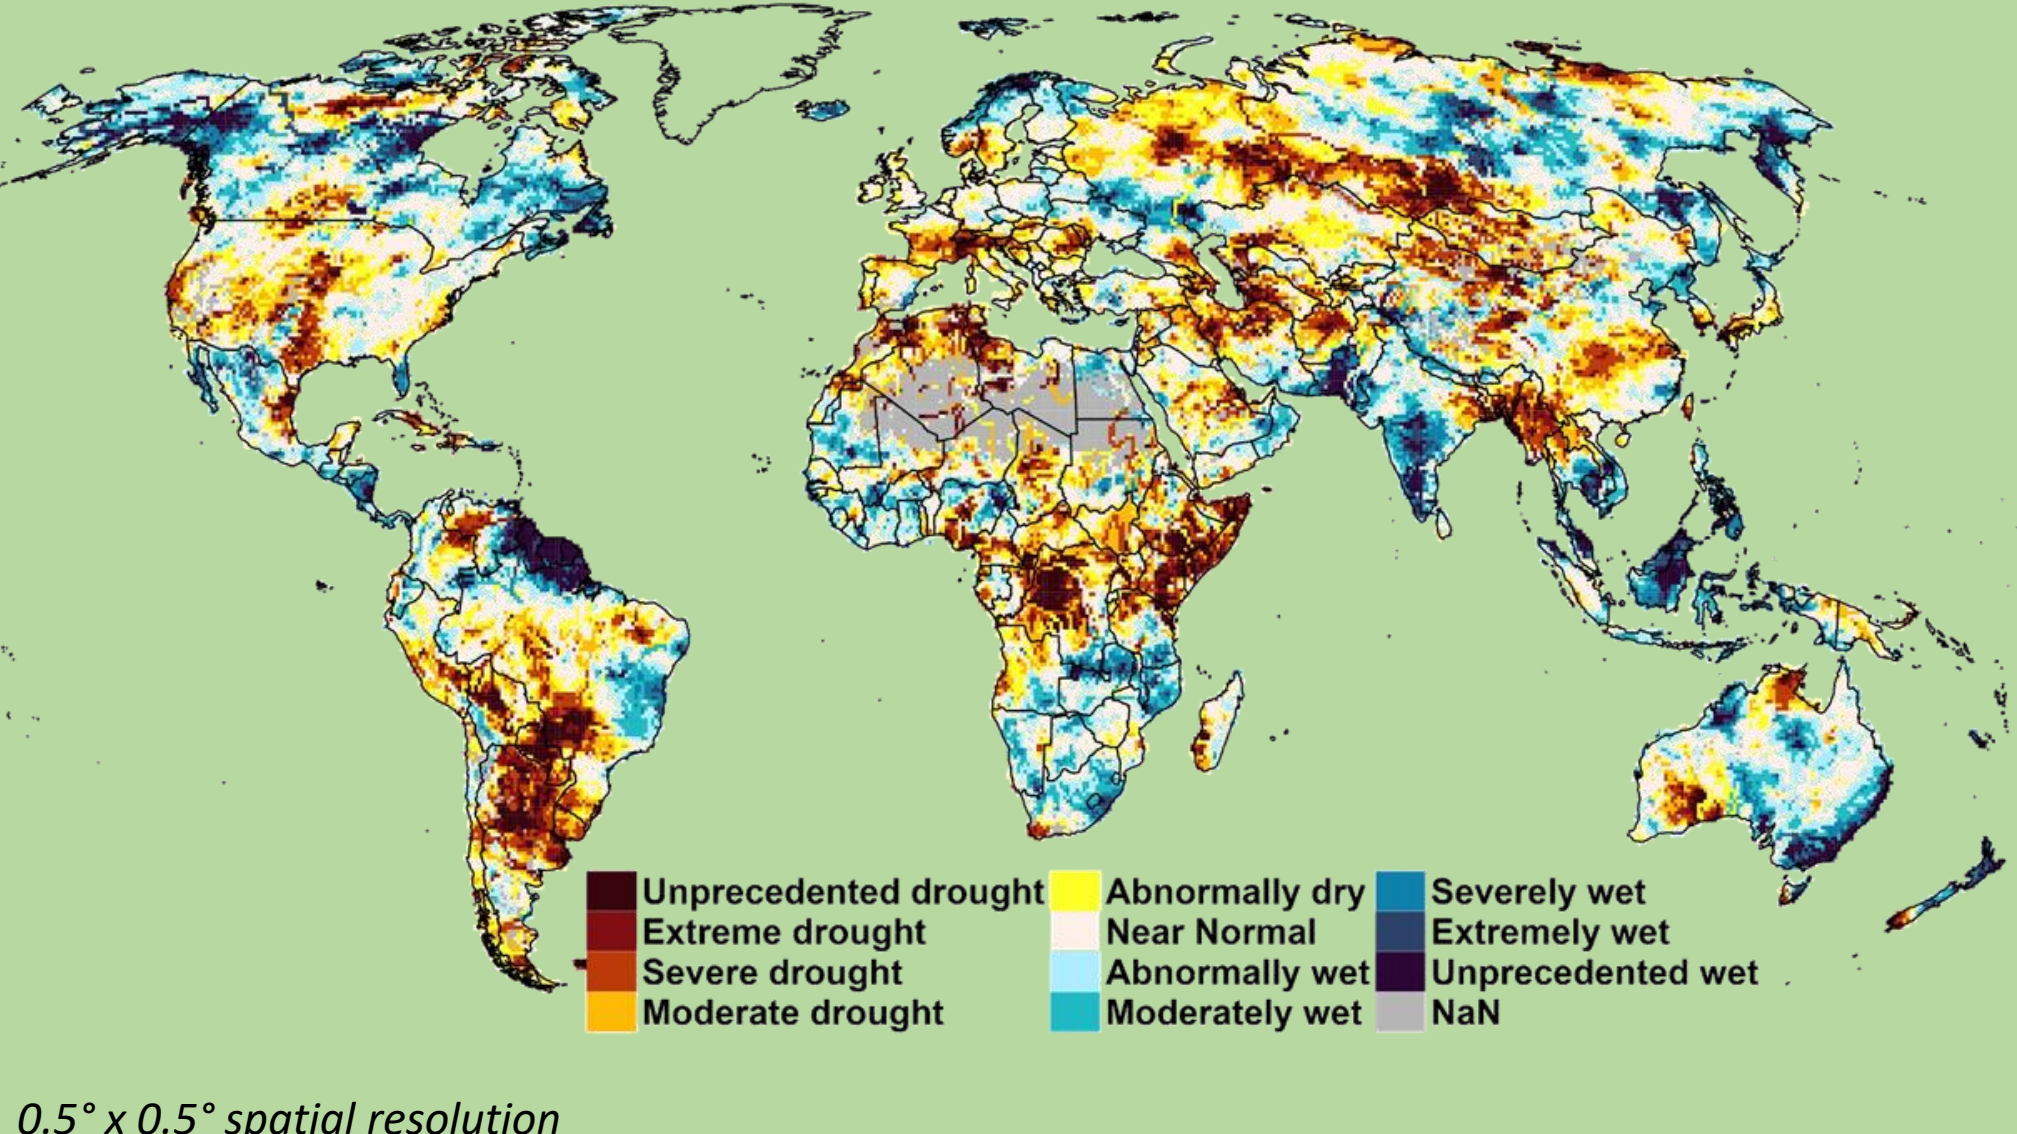 Unprecedented drought
Extreme drought
Severe drought
Moderate drought
Abnormally dry
Near Normal
Abnormally wet
Moderately wet
Severely wet
Extremely wet
Unprecedented wet
NaN
0.5° x 0.5° spatial resolution